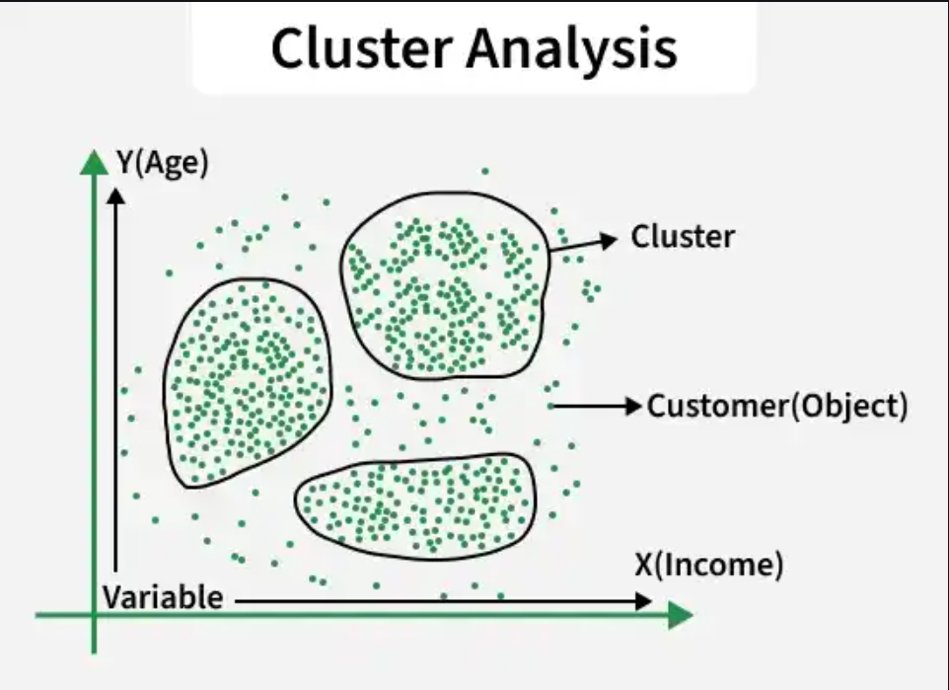 Cluster Analysis
Y(Age)
Cluster
Customer(Object)
X(Income)
Variable